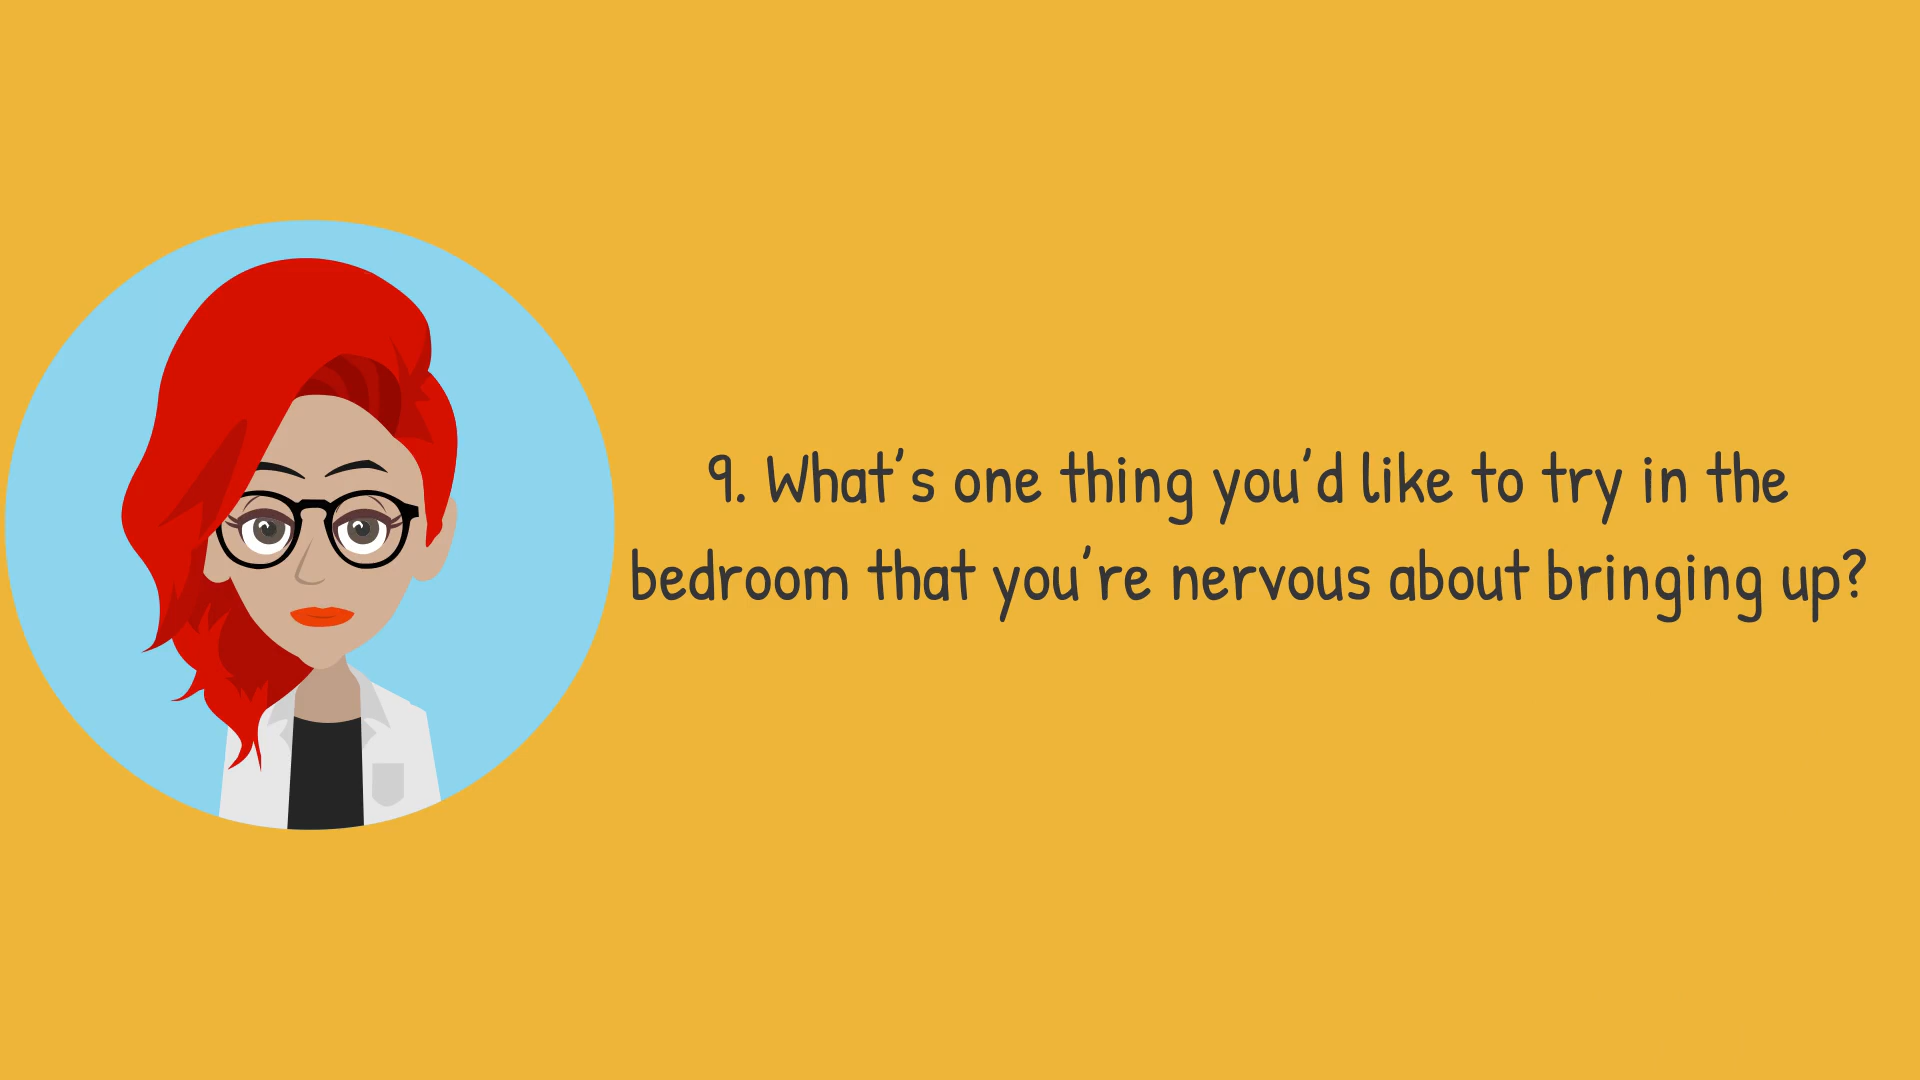 9. What's one thing you'd like to try in the
bedroom that you're nervous about bringing up?